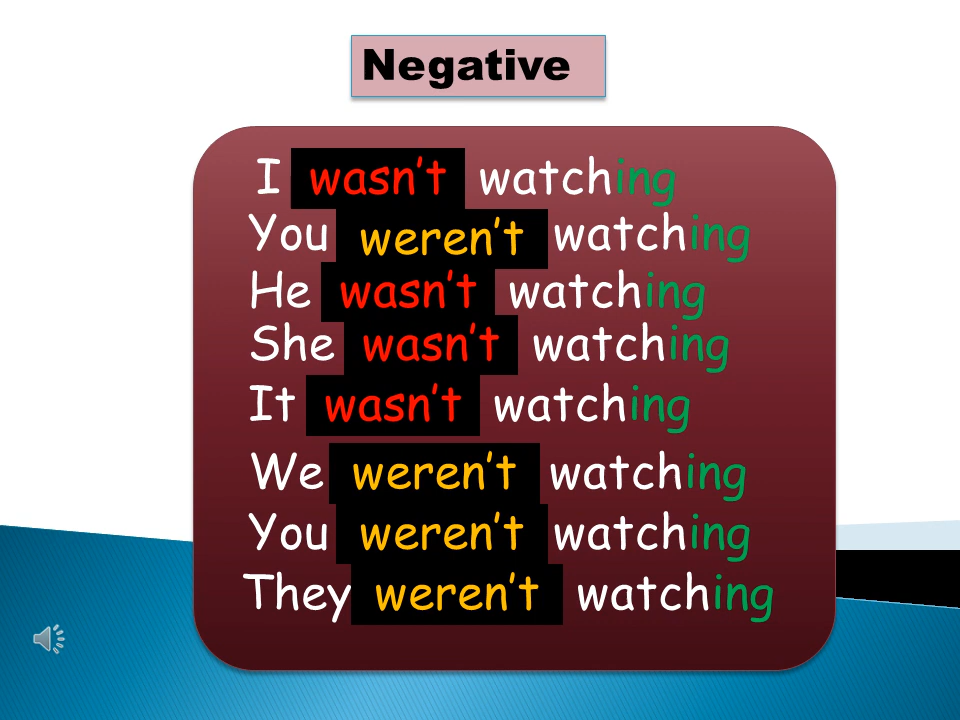 Negative
I wasn't watching
You weren't watching
He wasn't watching
She wasn't watching
It wasn't watching
We weren't watching
You weren't watching
They weren't watching